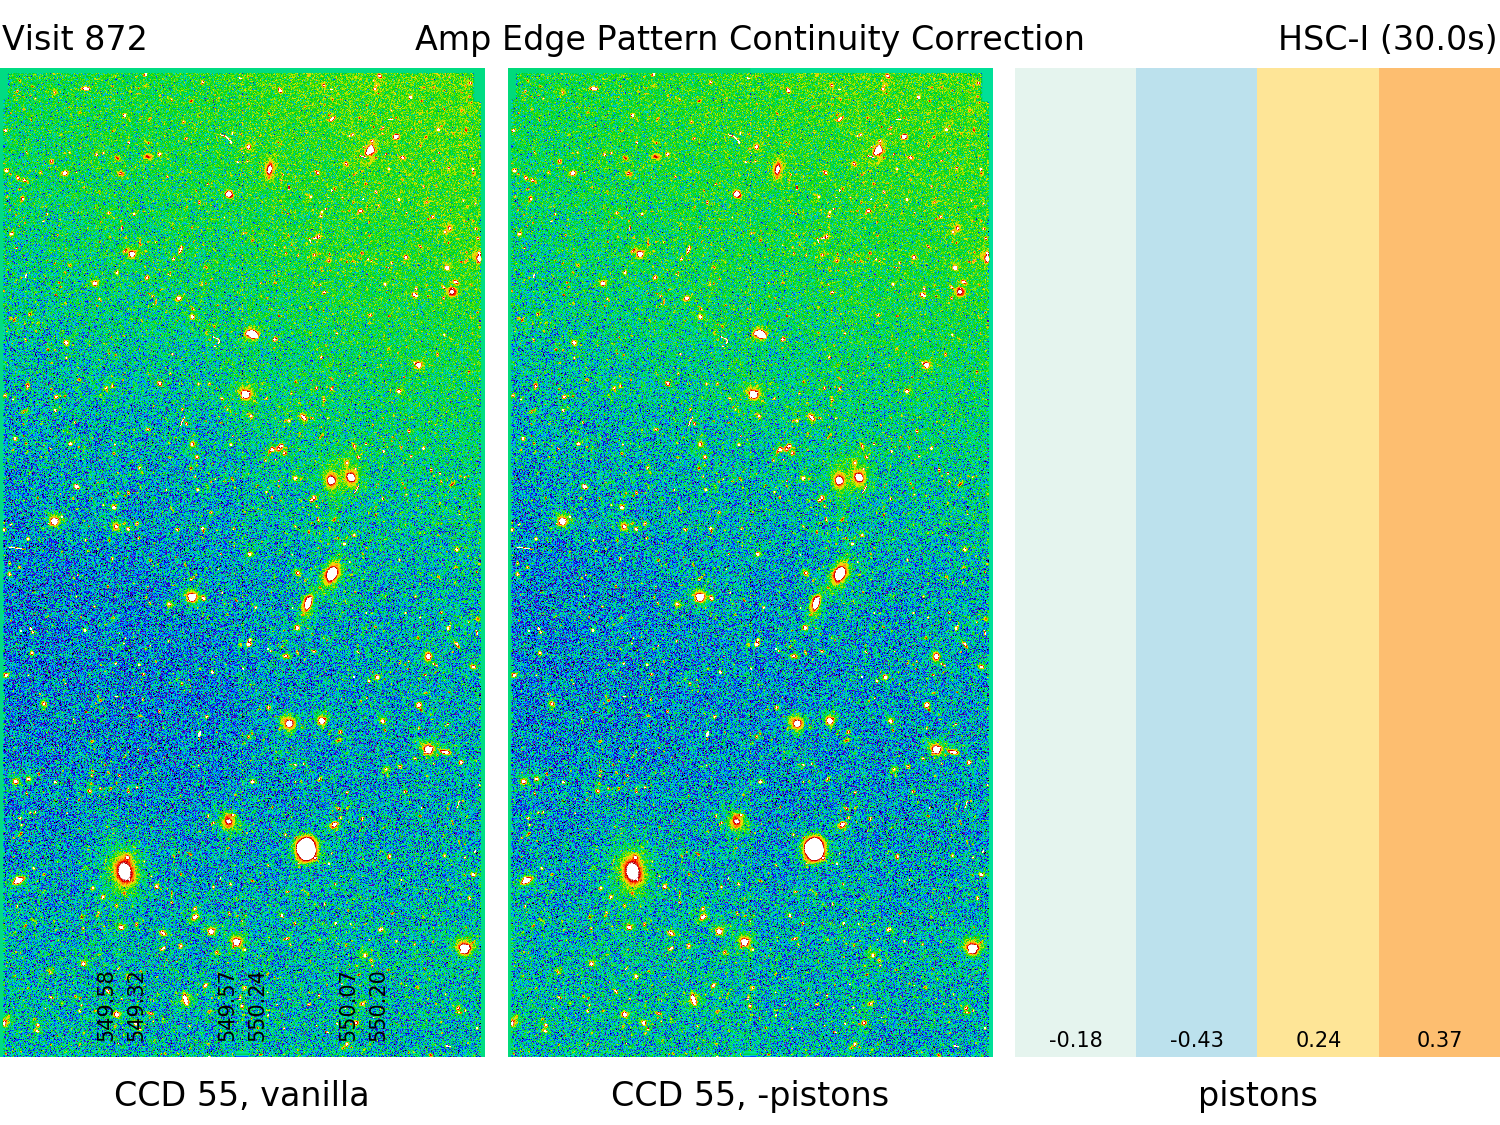 Visit 872
Amp Edge Pattern Continuity Correction
HSC-I (30.0s)
549.58
549.32
549.57
550.24
550.07
550.20
-0.18
-0.43
0.24
0.37
CCD 55, vanilla
CCD 55, -pistons
pistons